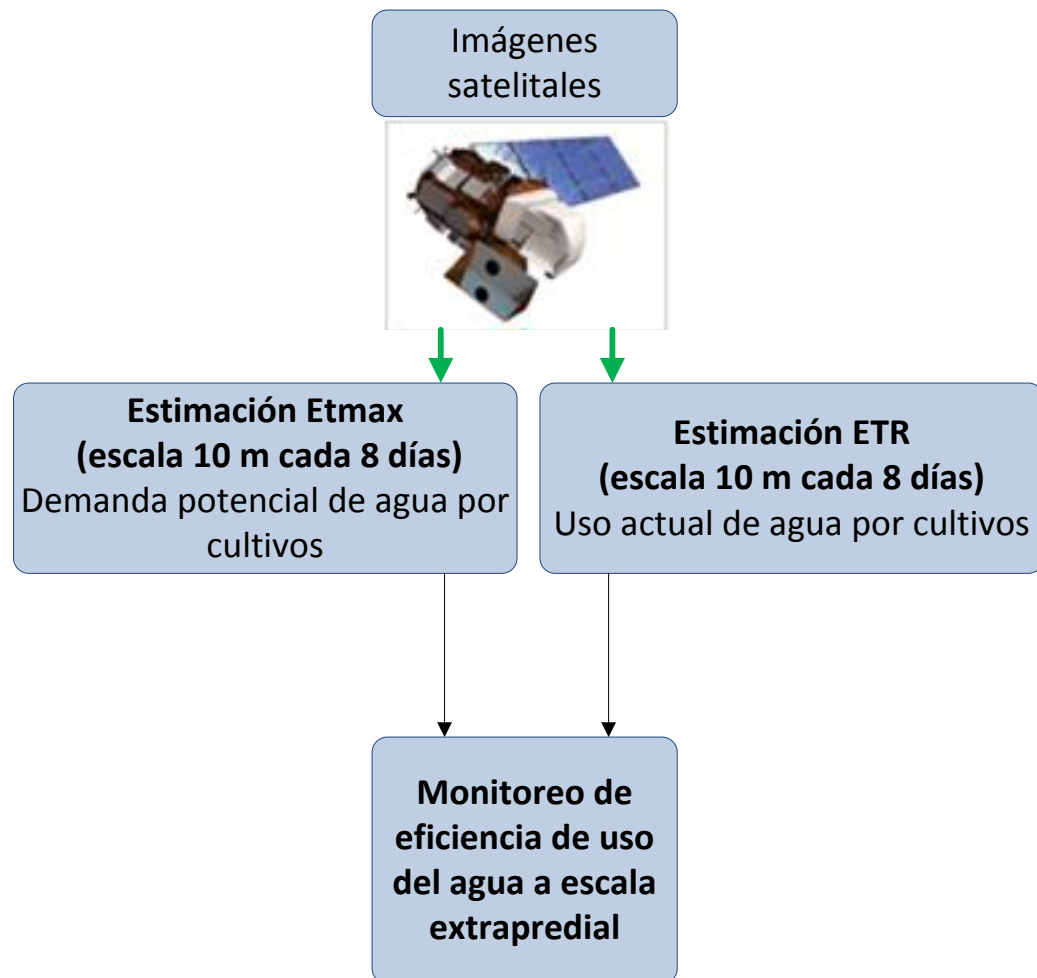 Imágenes
satelitales
Estimación Etmax
(escala 10 m cada 8 días)
Demanda potencial de agua por
cultivos
Estimación ETR
(escala 10 m cada 8 días)
Uso actual de agua por cultivos
Monitoreo de
eficiencia de uso
del agua a escala
extrapredial